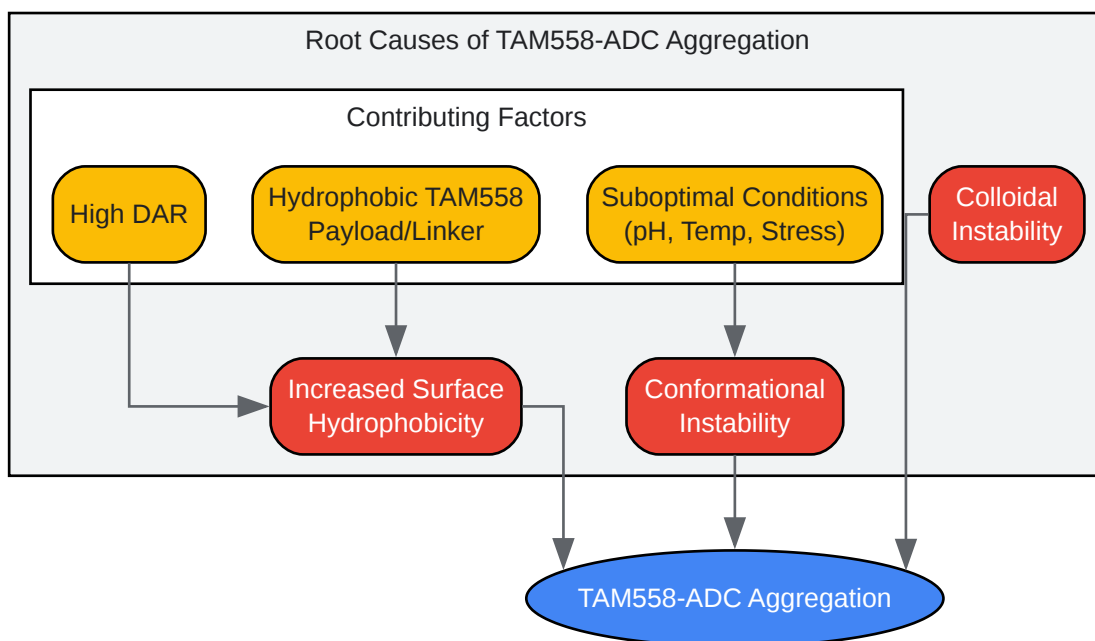 Root Causes of TAM558-ADC Aggregation
Contributing Factors
High DAR
Hydrophobic TAM558
Payload/Linker
Suboptimal Conditions
(pH, Temp, Stress)
Colloidal
Instability
Increased Surface
Hydrophobicity
Conformational
Instability
TAM558-ADC Aggregation